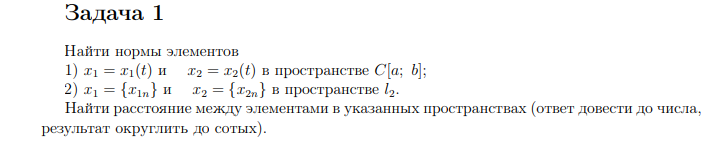 Задача 1
Найти нормы элементов
1) x₁ = x₁(t) и x₂ = x₂(t) в пространстве C[a; b];
2) x₁ = {x₁ₙ} и x₂ = {x₂ₙ} в пространстве l₂.
Найти расстояние между элементами в указанных пространствах (ответ довести до числа,
результат округлить до сотых).